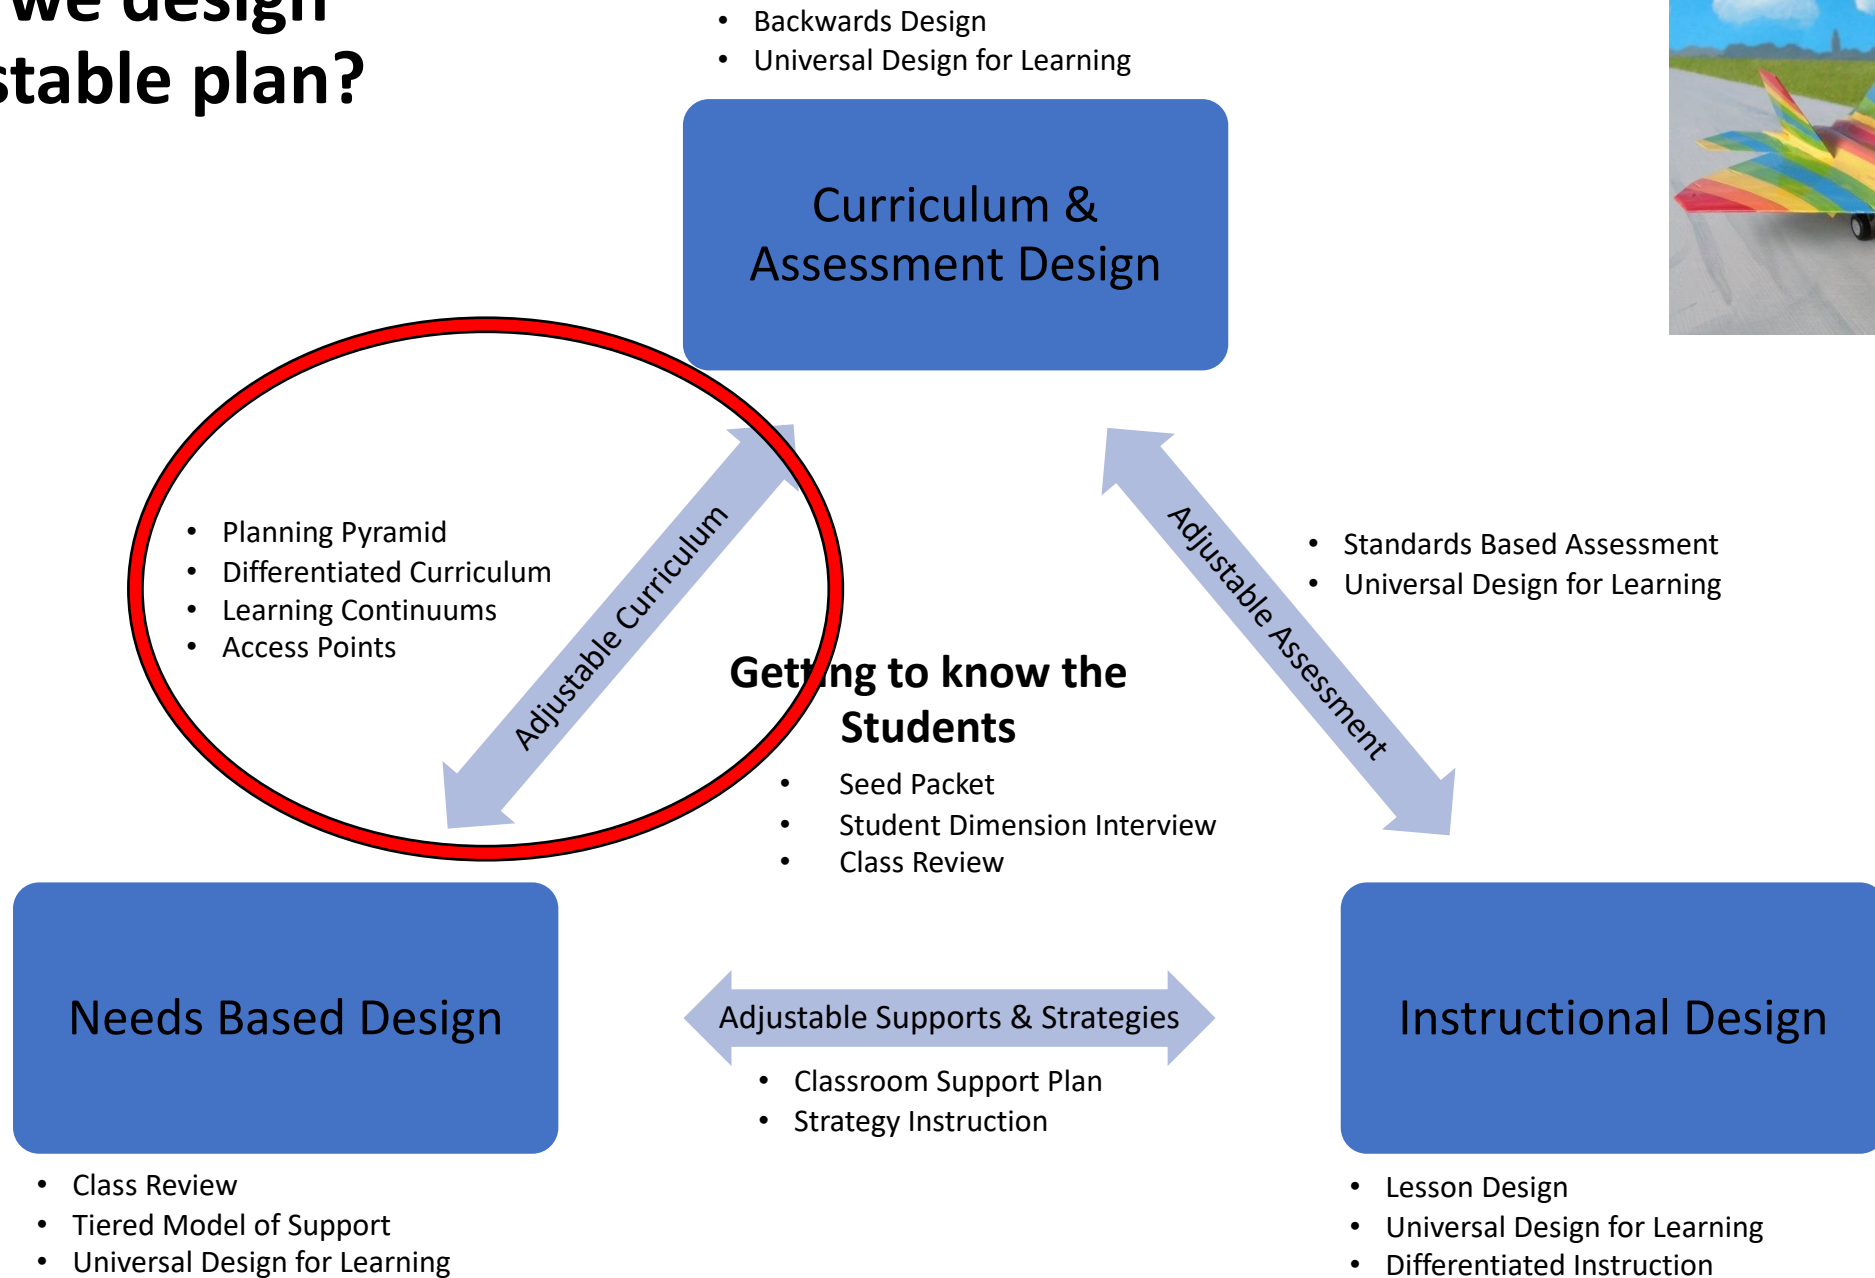 we design
stable plan?
• Backwards Design
• Universal Design for Learning
Curriculum &
Assessment Design
• Planning Pyramid
• Differentiated Curriculum
• Learning Continuums
• Access Points
Adjustable Curriculum
Adjustable Assessment
• Standards Based Assessment
• Universal Design for Learning
Getting to know the
Students
• Seed Packet
• Student Dimension Interview
• Class Review
Needs Based Design
Adjustable Supports & Strategies
Instructional Design
• Classroom Support Plan
• Strategy Instruction
• Class Review
• Tiered Model of Support
• Universal Design for Learning
• Lesson Design
• Universal Design for Learning
• Differentiated Instruction